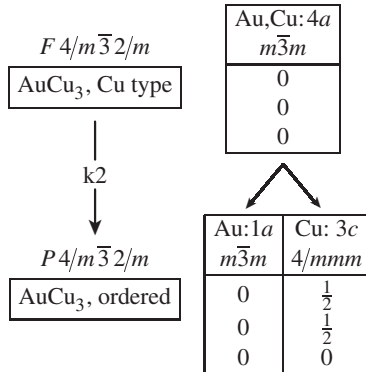 F 4/m 3̅ 2/m
AuCu₃, Cu type
k2
P 4/m 3̅ 2/m
AuCu₃, ordered
Au,Cu: 4a
m3̅m
0
0
0
Au: 1a Cu: 3c
m3̅m 4/mmm
0 1/2
0 1/2
0 0